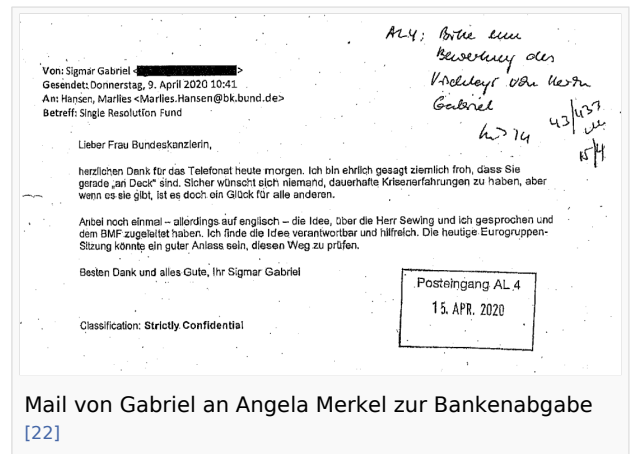 AL4: Bitte um
Bewertung des
Vorschlags von Herrn
Gabriel
43/433
15/4
Von: Sigmar Gabriel <
>
Gesendet: Donnerstag, 9. April 2020 10:41
An: Hansen, Marlies <Marlies.Hansen@bk.bund.de>
Betreff: Single Resolution Fund
Lieber Frau Bundeskanzlerin,
herzlichen Dank für das Telefonat heute morgen. Ich bin ehrlich gesagt ziemlich froh, dass Sie
gerade „an Deck“ sind. Sicher wünscht sich niemand, dauerhafte Krisenerfahrungen zu haben, aber
wenn es sie gibt, ist es doch ein Glück für alle anderen.
Anbei noch einmal – allerdings auf englisch – die Idee, über die Herr Sewing und ich gesprochen und
dem BMF zugeleitet haben. Ich finde die Idee verantwortbar und hilfreich. Die heutige Eurogruppen-
Sitzung könnte ein guter Anlass sein, diesen Weg zu prüfen.
Besten Dank und alles Gute, Ihr Sigmar Gabriel
Posteingang AL 4
15. APR. 2020
Classification: Strictly Confidential
Mail von Gabriel an Angela Merkel zur Bankenabgabe
[22]